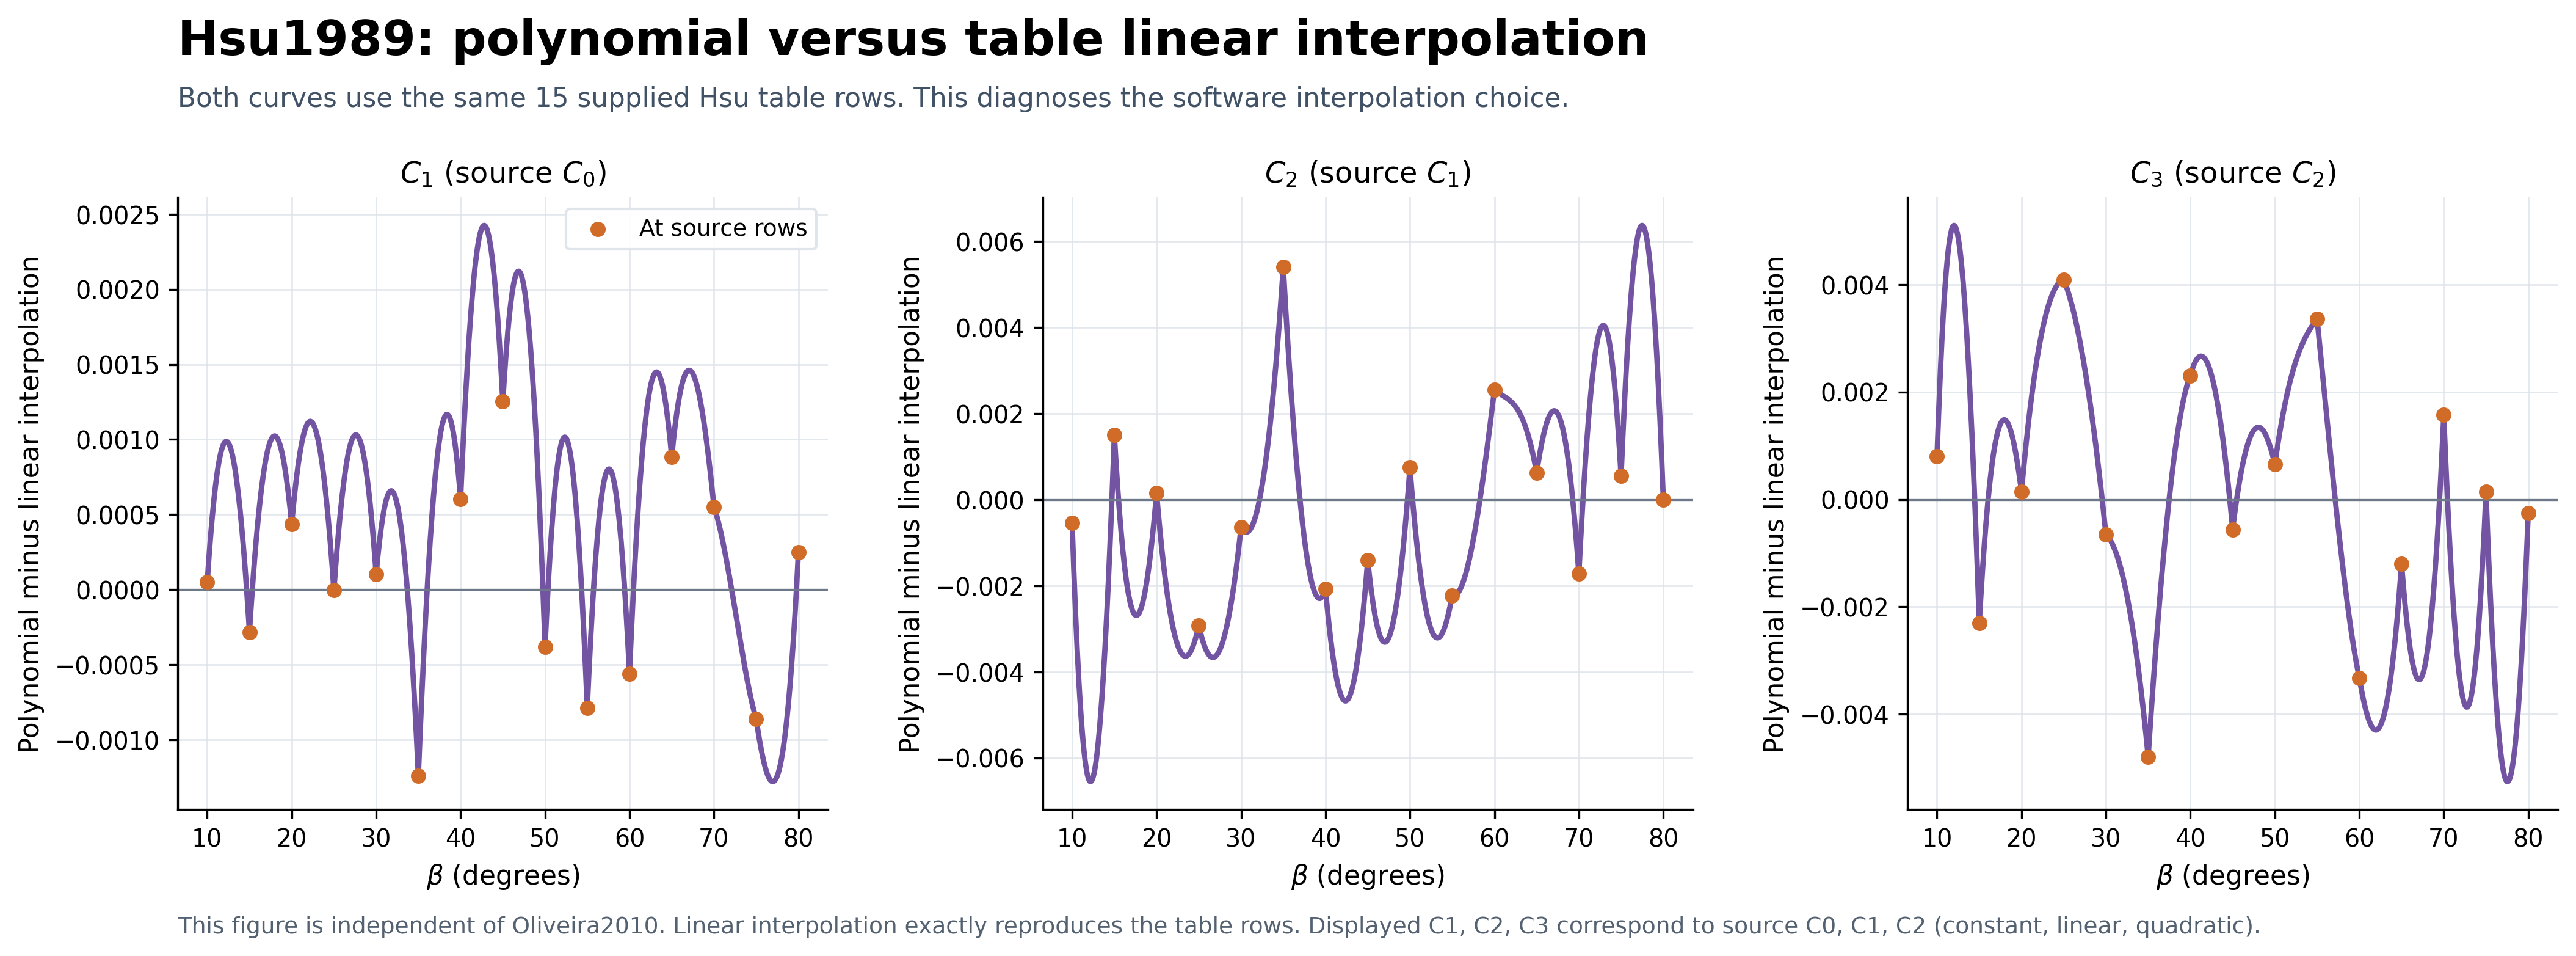 Hsu1989: polynomial versus table linear interpolation
Both curves use the same 15 supplied Hsu table rows. This diagnoses the software interpolation choice.
C₁ (source C₀)
At source rows
Polynomial minus linear interpolation
0.0025
0.0020
0.0015
0.0010
0.0005
0.0000
−0.0005
−0.0010
10 20 30 40 50 60 70 80
β (degrees)
C₂ (source C₁)
Polynomial minus linear interpolation
0.006
0.004
0.002
0.000
−0.002
−0.004
−0.006
10 20 30 40 50 60 70 80
β (degrees)
C₃ (source C₂)
Polynomial minus linear interpolation
0.004
0.002
0.000
−0.002
−0.004
10 20 30 40 50 60 70 80
β (degrees)
This figure is independent of Oliveira2010. Linear interpolation exactly reproduces the table rows. Displayed C1, C2, C3 correspond to source C0, C1, C2 (constant, linear, quadratic).